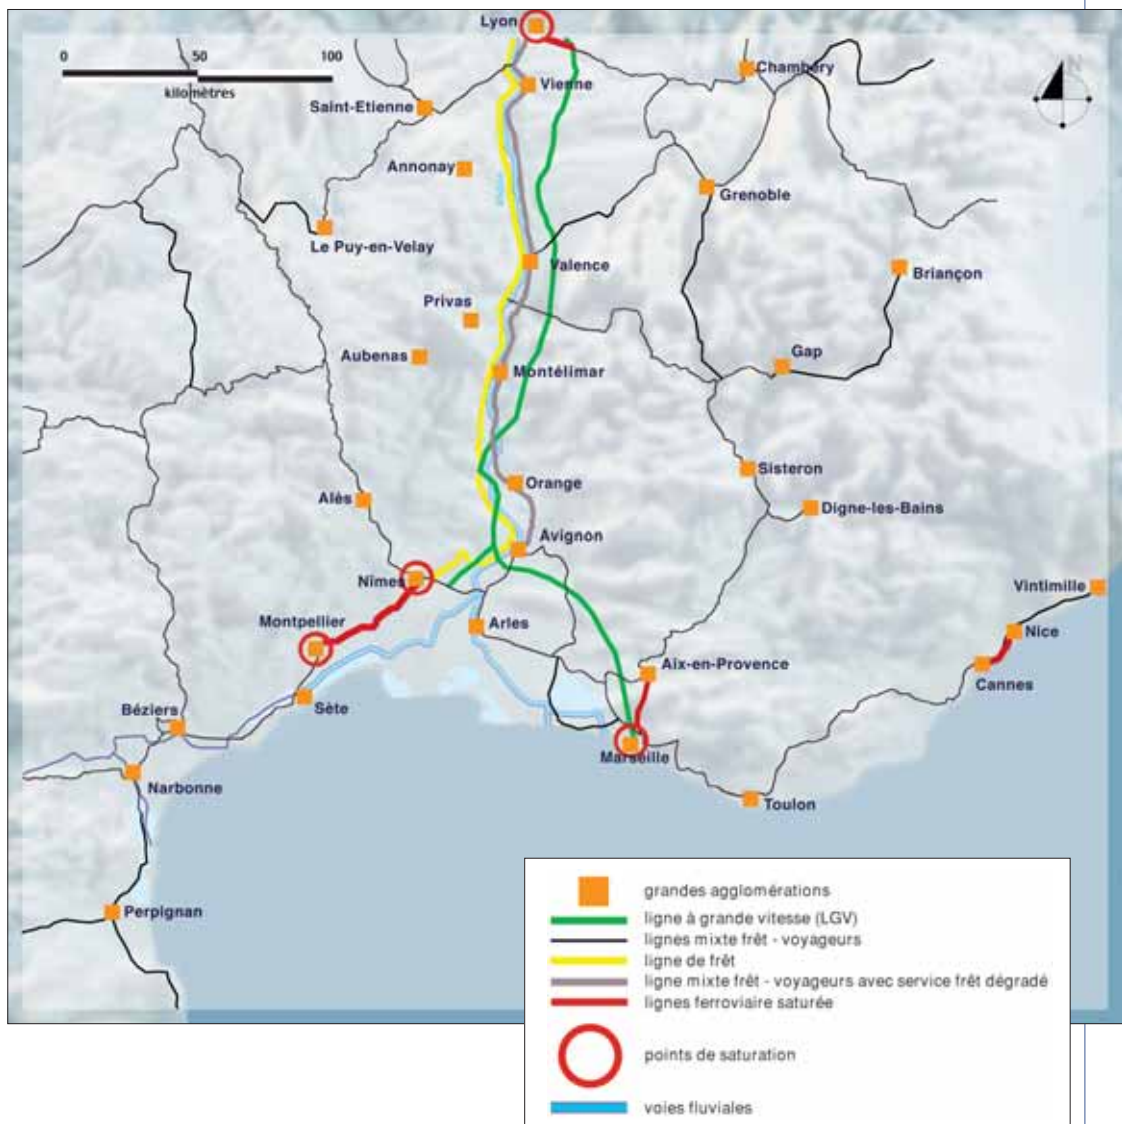 Lyon
0 50 100
kilomètres
N
Chambéry
Vienne
Saint-Etienne
Annonay
Grenoble
Le Puy-en-Velay
Valence
Briançon
Privas
Aubenas
Gap
Montélimar
Sisteron
Orange
Alès
Digne-les-Bains
Avignon
Nîmes
Vintimille
Montpellier
Arles
Nice
Aix-en-Provence
Cannes
Sète
Béziers
Marseille
Narbonne
Toulon
Perpignan
grandes agglomérations
ligne à grande vitesse (LGV)
lignes mixte frêt - voyageurs
ligne de frêt
ligne mixte frêt - voyageurs avec service frêt dégradé
lignes ferroviaire saturée
points de saturation
voies fluviales